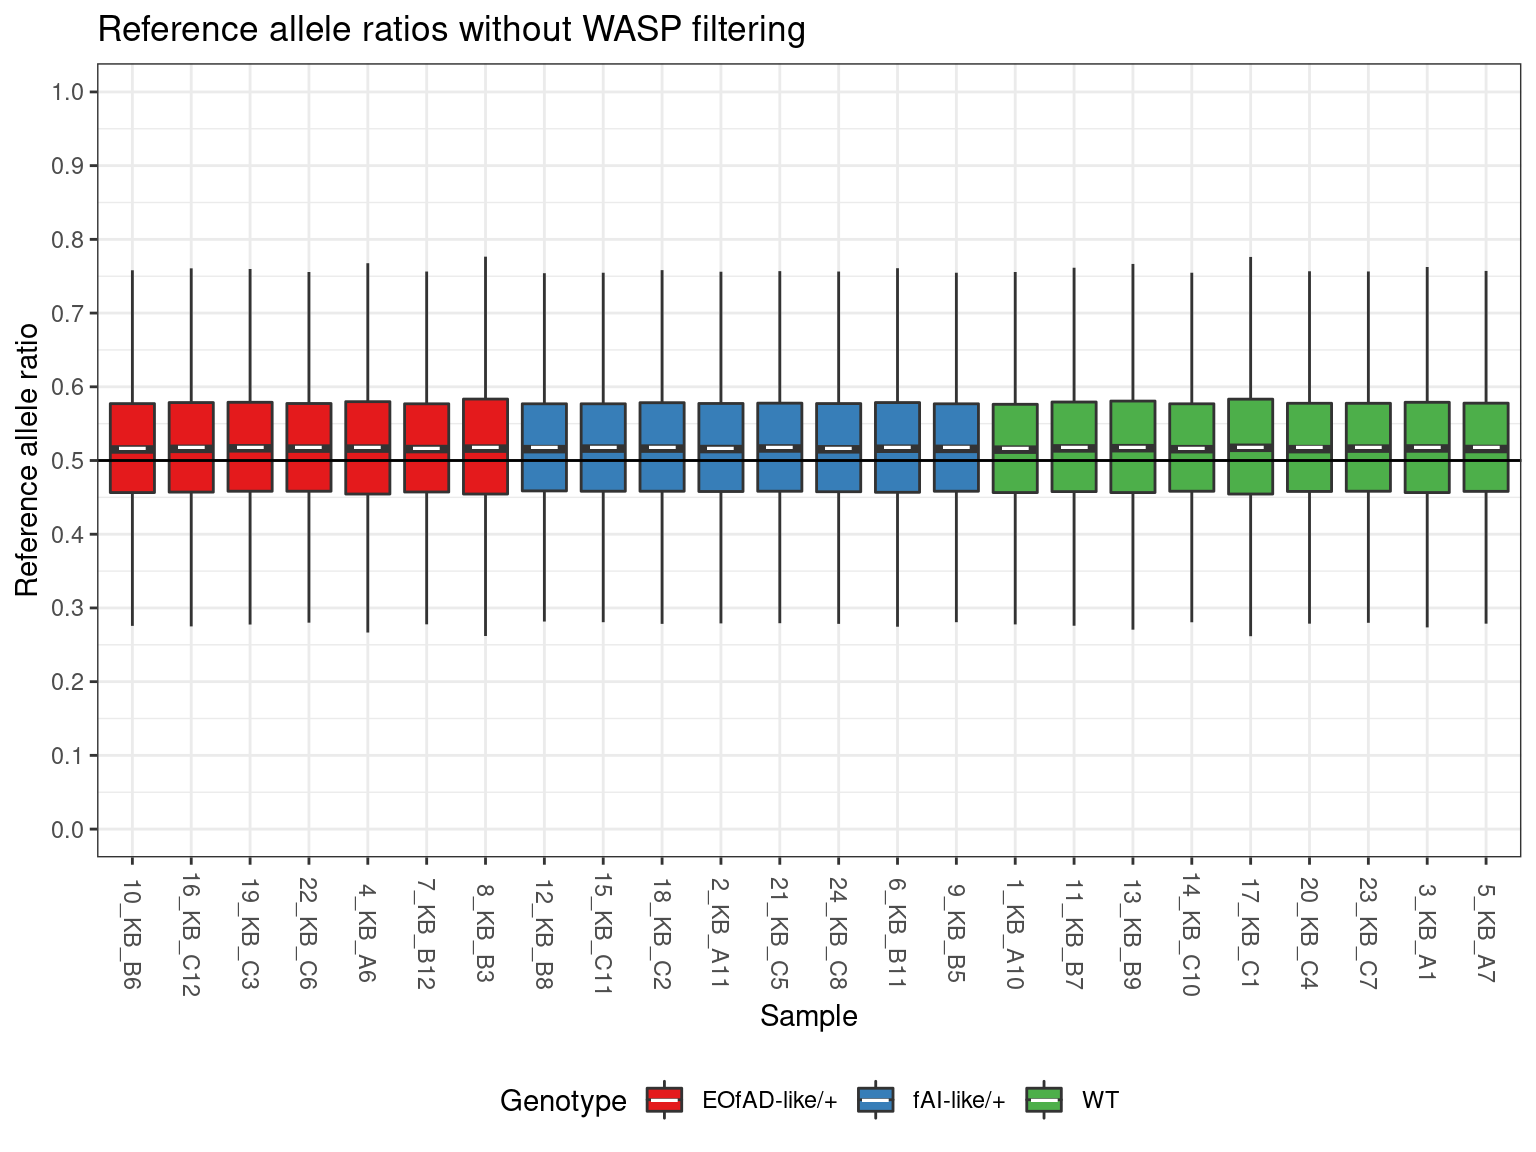 Reference allele ratios without WASP filtering
Reference allele ratio
1.0
0.9
0.8
0.7
0.6
0.5
0.4
0.3
0.2
0.1
0.0
10_KB_B6
16_KB_C12
19_KB_C3
22_KB_C6
4_KB_A6
7_KB_B12
8_KB_B3
12_KB_B8
15_KB_C11
18_KB_C2
2_KB_A11
21_KB_C5
24_KB_C8
6_KB_B11
9_KB_B5
1_KB_A10
11_KB_B7
13_KB_B9
14_KB_C10
17_KB_C1
20_KB_C4
23_KB_C7
3_KB_A1
5_KB_A7
Sample
Genotype EOfAD-like/+ fAI-like/+ WT